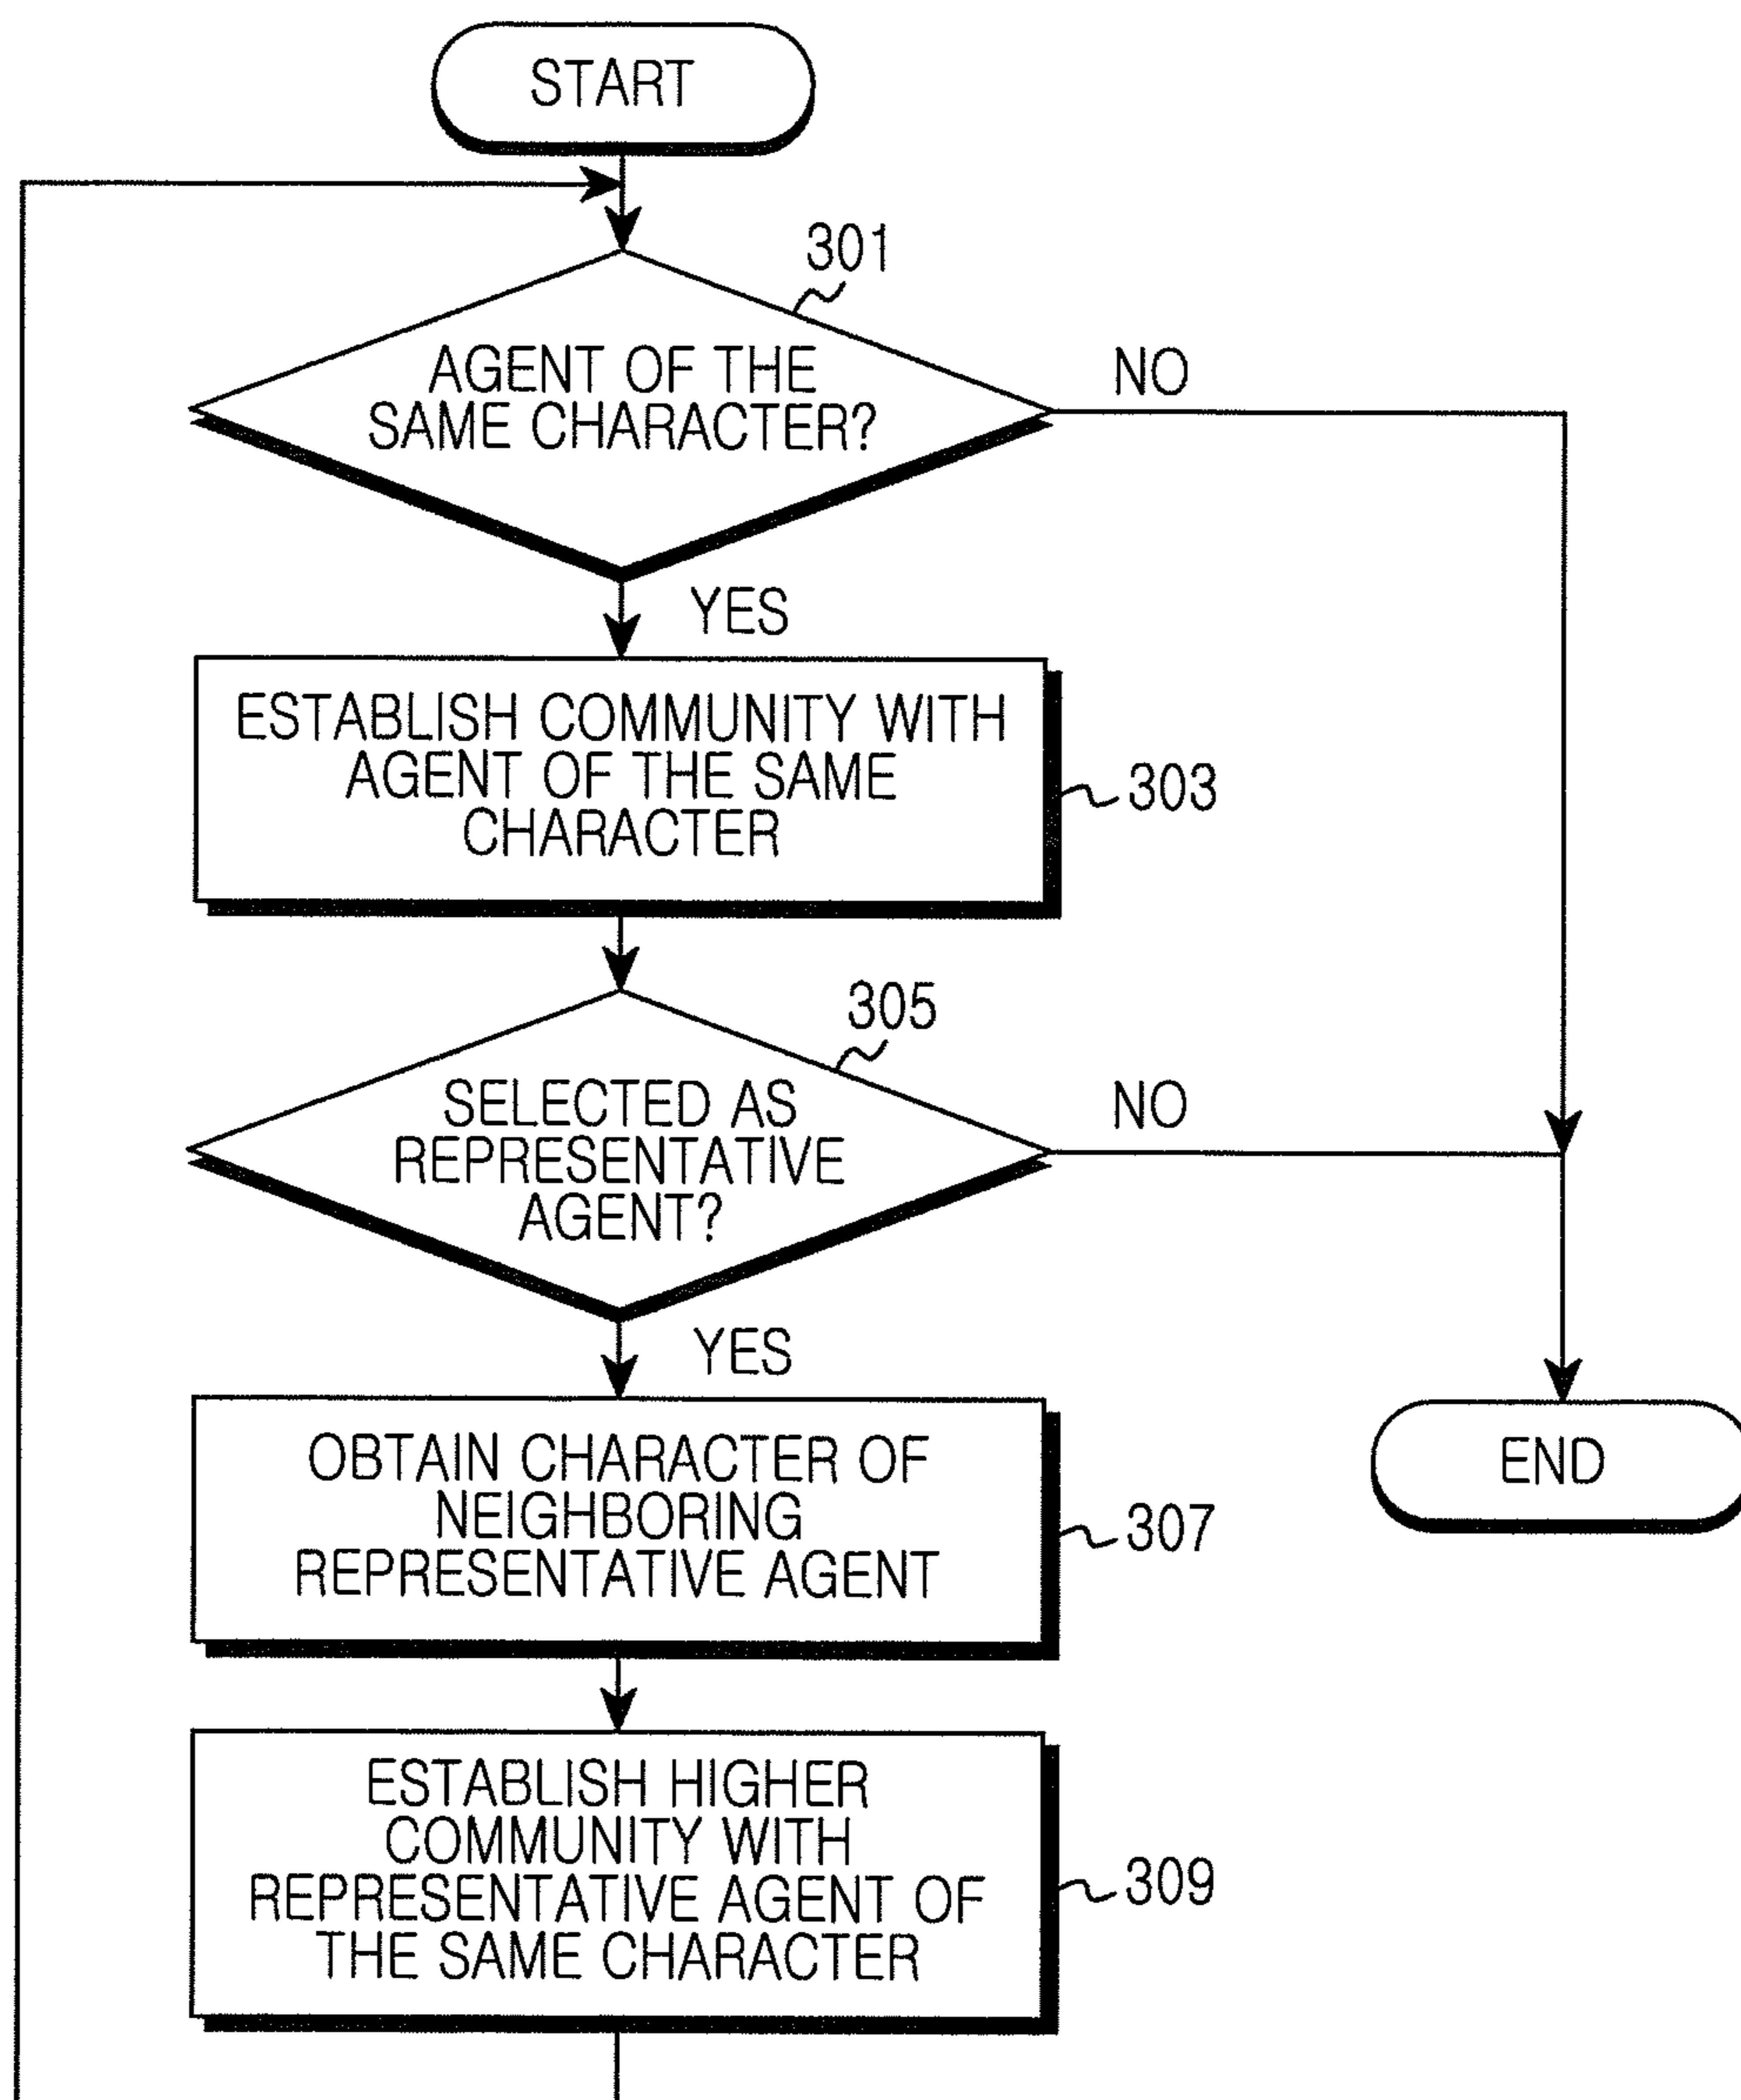 START
301
AGENT OF THE
SAME CHARACTER?
NO
YES
ESTABLISH COMMUNITY WITH
AGENT OF THE SAME
CHARACTER
303
305
SELECTED AS
REPRESENTATIVE
AGENT?
NO
YES
OBTAIN CHARACTER OF
NEIGHBORING
REPRESENTATIVE AGENT
307
END
ESTABLISH HIGHER
COMMUNITY WITH
REPRESENTATIVE AGENT OF
THE SAME CHARACTER
309